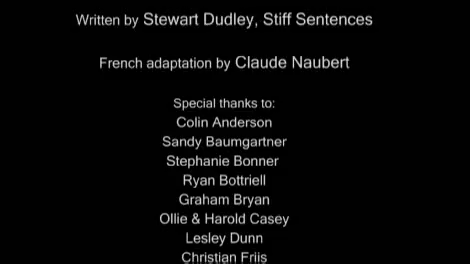 Written by Stewart Dudley, Stiff Sentences
French adaptation by Claude Naubert
Special thanks to:
Colin Anderson
Sandy Baumgartner
Stephanie Bonner
Ryan Bottriell
Graham Bryan
Ollie & Harold Casey
Lesley Dunn
Christian Friis